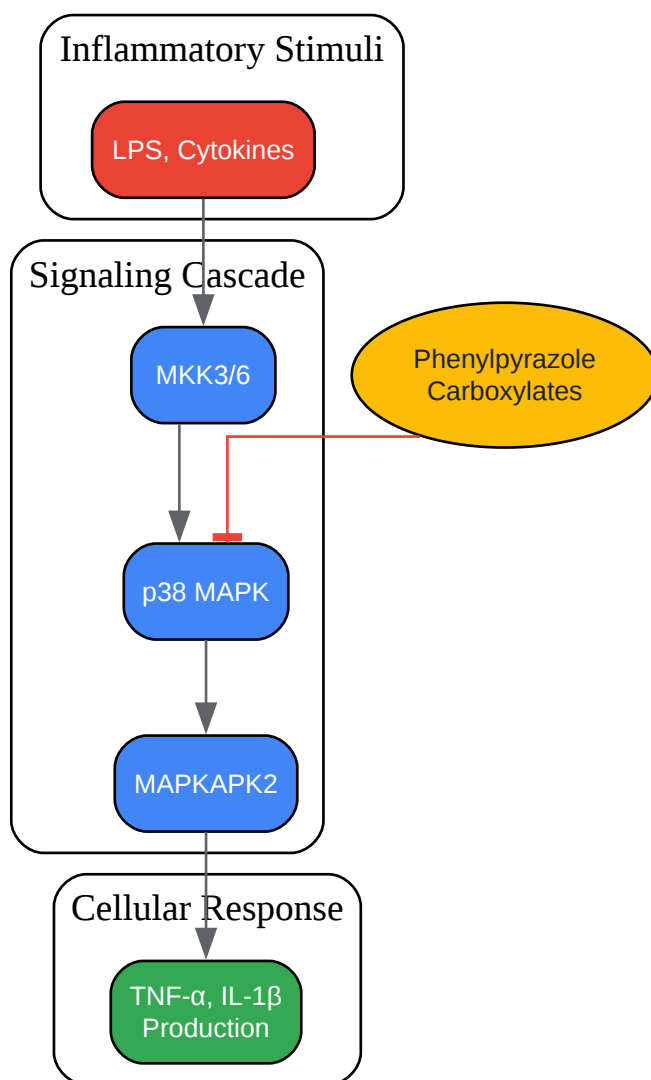 Inflammatory Stimuli
LPS, Cytokines
Signaling Cascade
MKK3/6
Phenylpyrazole
Carboxylates
p38 MAPK
MAPKAPK2
Cellular Response
TNF-α, IL-1β
Production